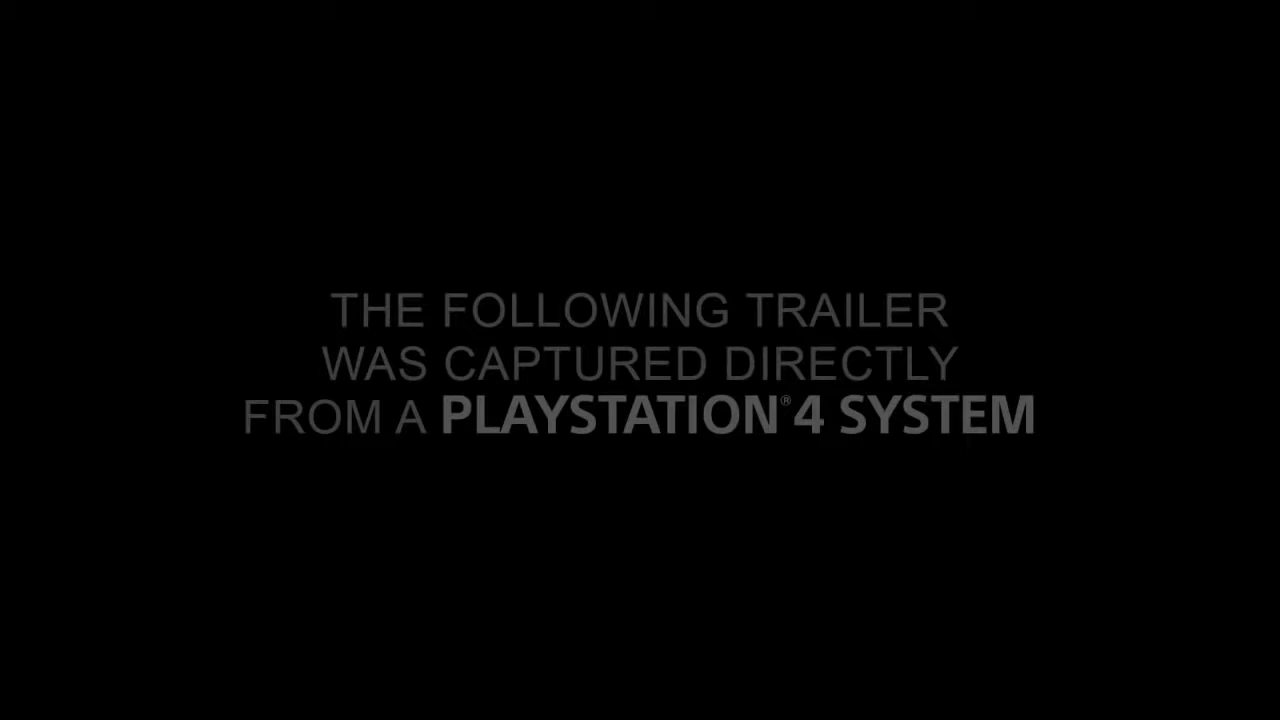 THE FOLLOWING TRAILER
WAS CAPTURED DIRECTLY
FROM A PLAYSTATION®4 SYSTEM